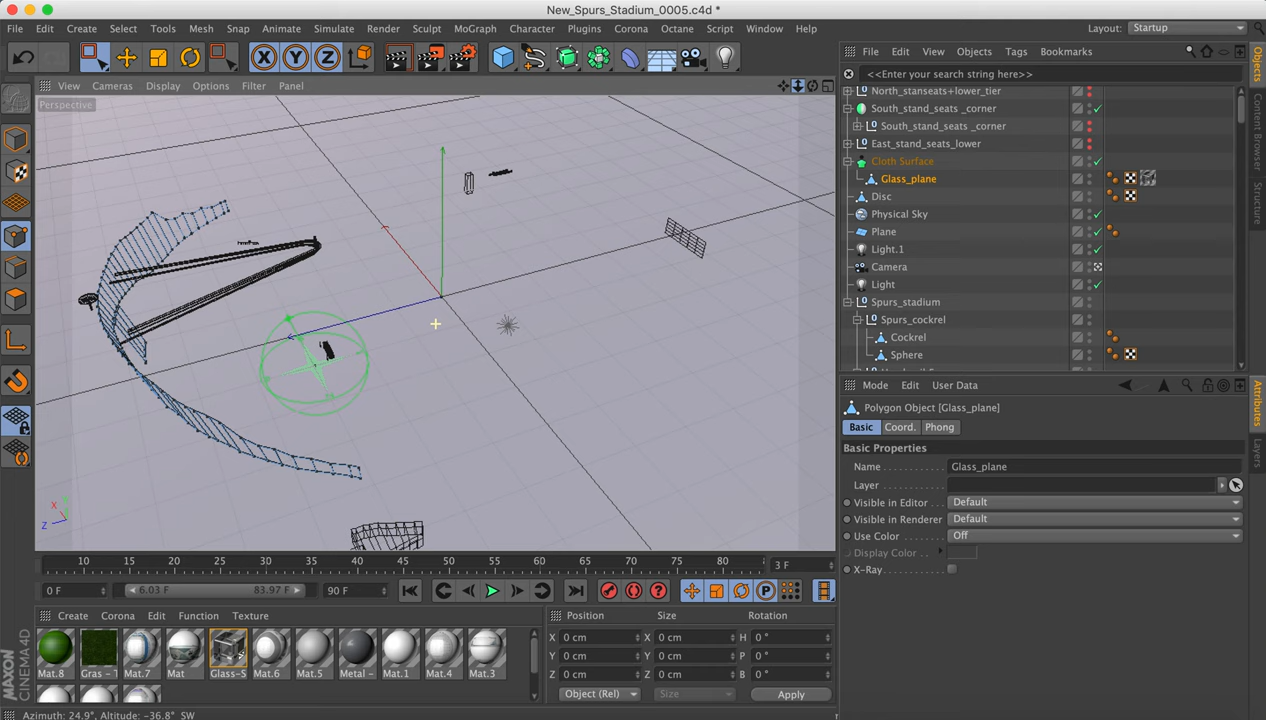 New_Spurs_Stadium_0005.c4d *
File Edit Create Select Tools Mesh Snap Animate Simulate Render Sculpt MoGraph Character Plugins Corona Octane Script Window Help
Layout: Startup
X Y Z
File Edit View Objects Tags Bookmarks
<<Enter your search string here>>
View Cameras Display Options Filter Panel
Perspective
North_stanseats+lower_tier
South_stand_seats _corner
South_stand_seats _corner
East_stand_seats_lower
Cloth Surface
Glass_plane
Disc
Physical Sky
Plane
Light.1
Camera
Light
Spurs_stadium
Spurs_cockrel
Cockrel
Sphere
Objects
Content Browser
Structure
Mode Edit User Data
Polygon Object [Glass_plane]
Basic Coord. Phong
Basic Properties
Name Glass_plane
Layer
Visible in Editor Default
Visible in Renderer Default
Use Color Off
Display Color
X-Ray
Attributes
Layers
Y
X
Z
10 15 20 25 30 35 40 45 50 55 60 65 70 75 80 3 F
0 F 6.03 F 83.97 F 90 F
Create Corona Edit Function Texture
Mat.8 Gras - T Mat.7 Mat Glass-S Mat.6 Mat.5 Metal - Mat.1 Mat.4 Mat.3
Position Size Rotation
X 0 cm X 0 cm H 0 °
Y 0 cm Y 0 cm P 0 °
Z 0 cm Z 0 cm B 0 °
Object (Rel) Size Apply
MAXON
CINEMA 4D
Azimuth: 24.9°, Altitude: -36.8° SW